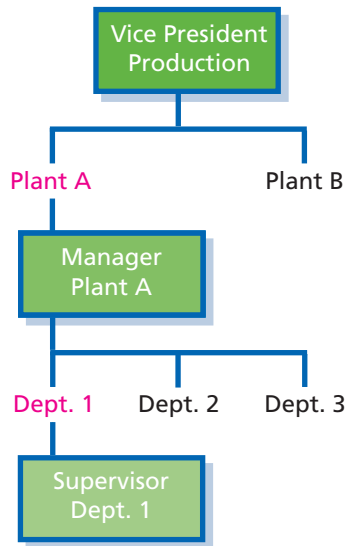 Vice President
Production
Plant A
Plant B
Manager
Plant A
Dept. 1
Dept. 2
Dept. 3
Supervisor
Dept. 1